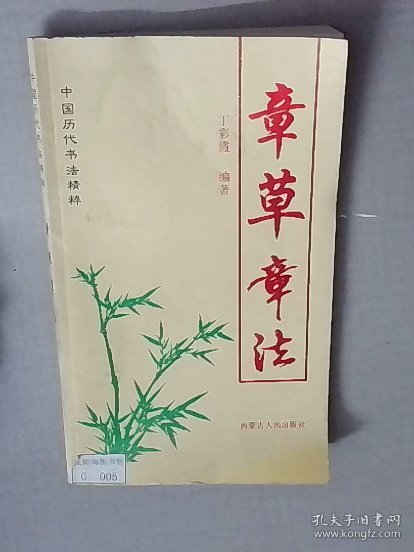 章草章法
丁彩霞 编著
中国历代书法精粹
内蒙古人民出版社
G 005
孔夫子旧书网
kongfz.com